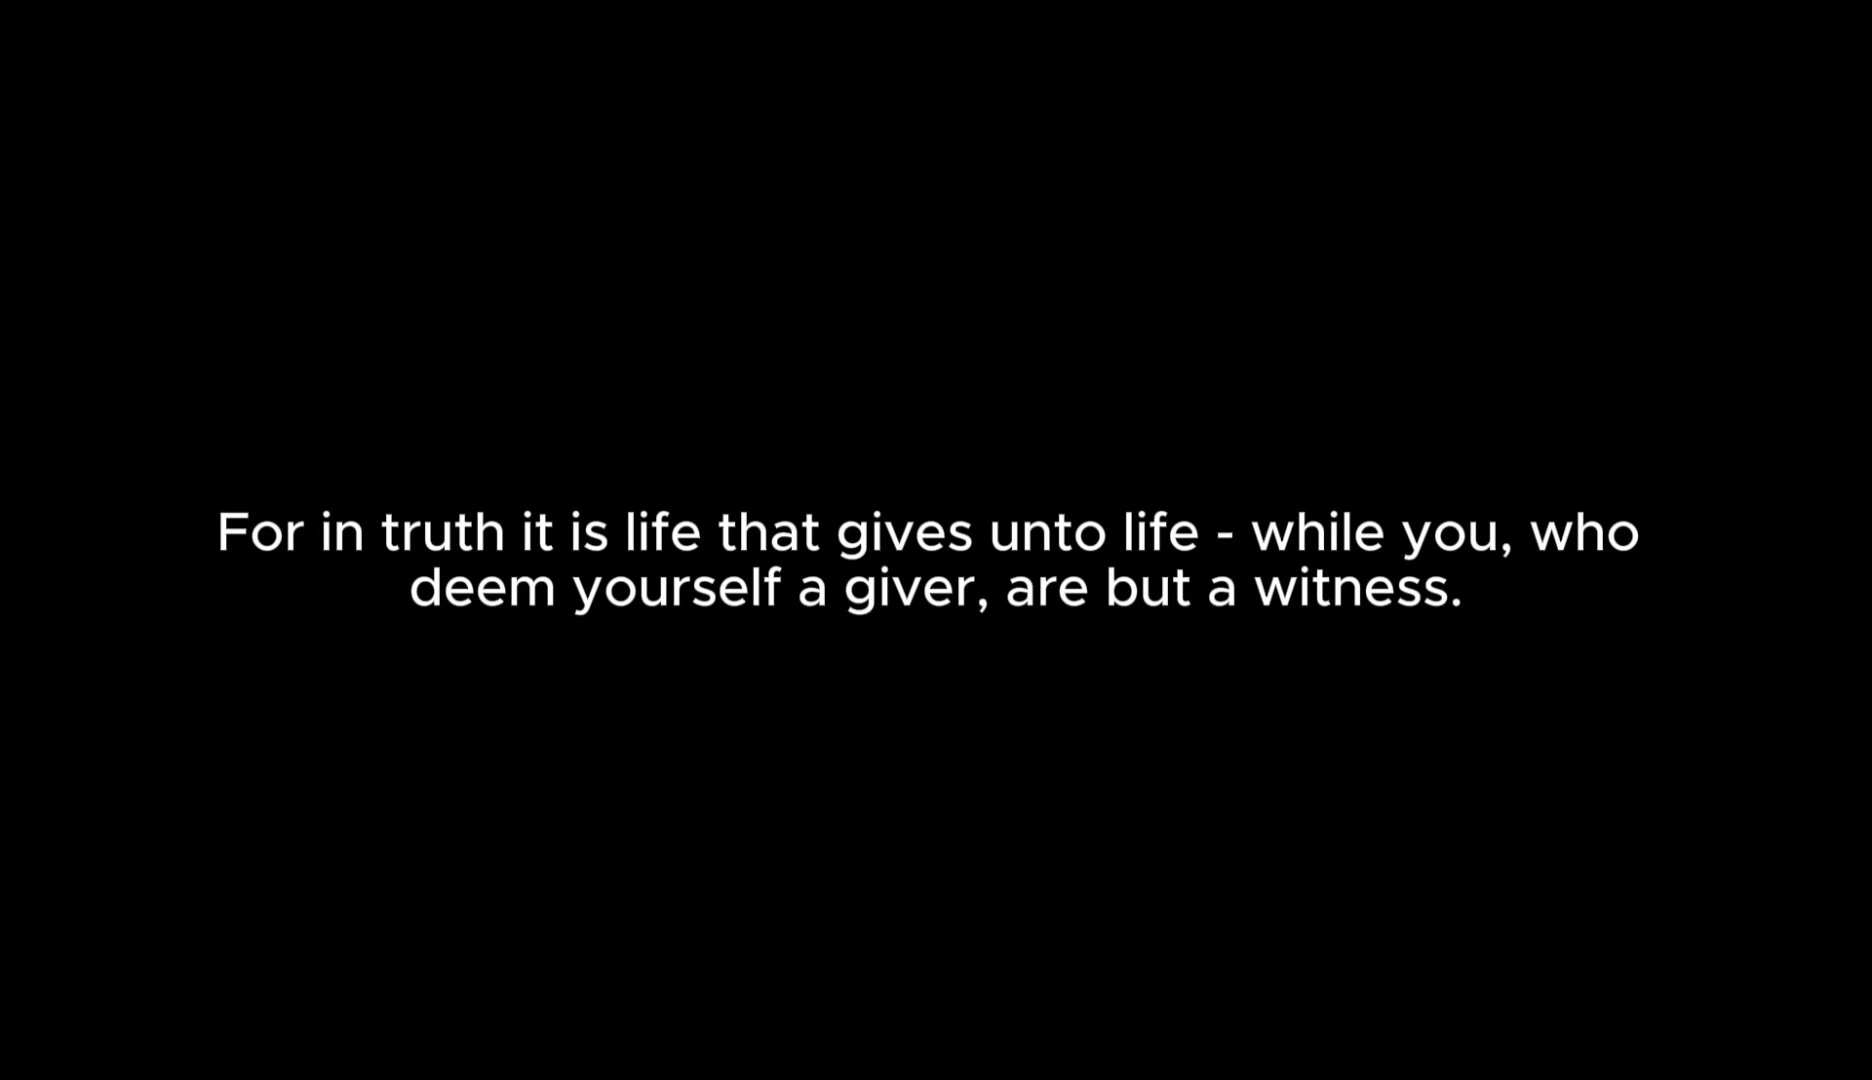 For in truth it is life that gives unto life - while you, who
deem yourself a giver, are but a witness.